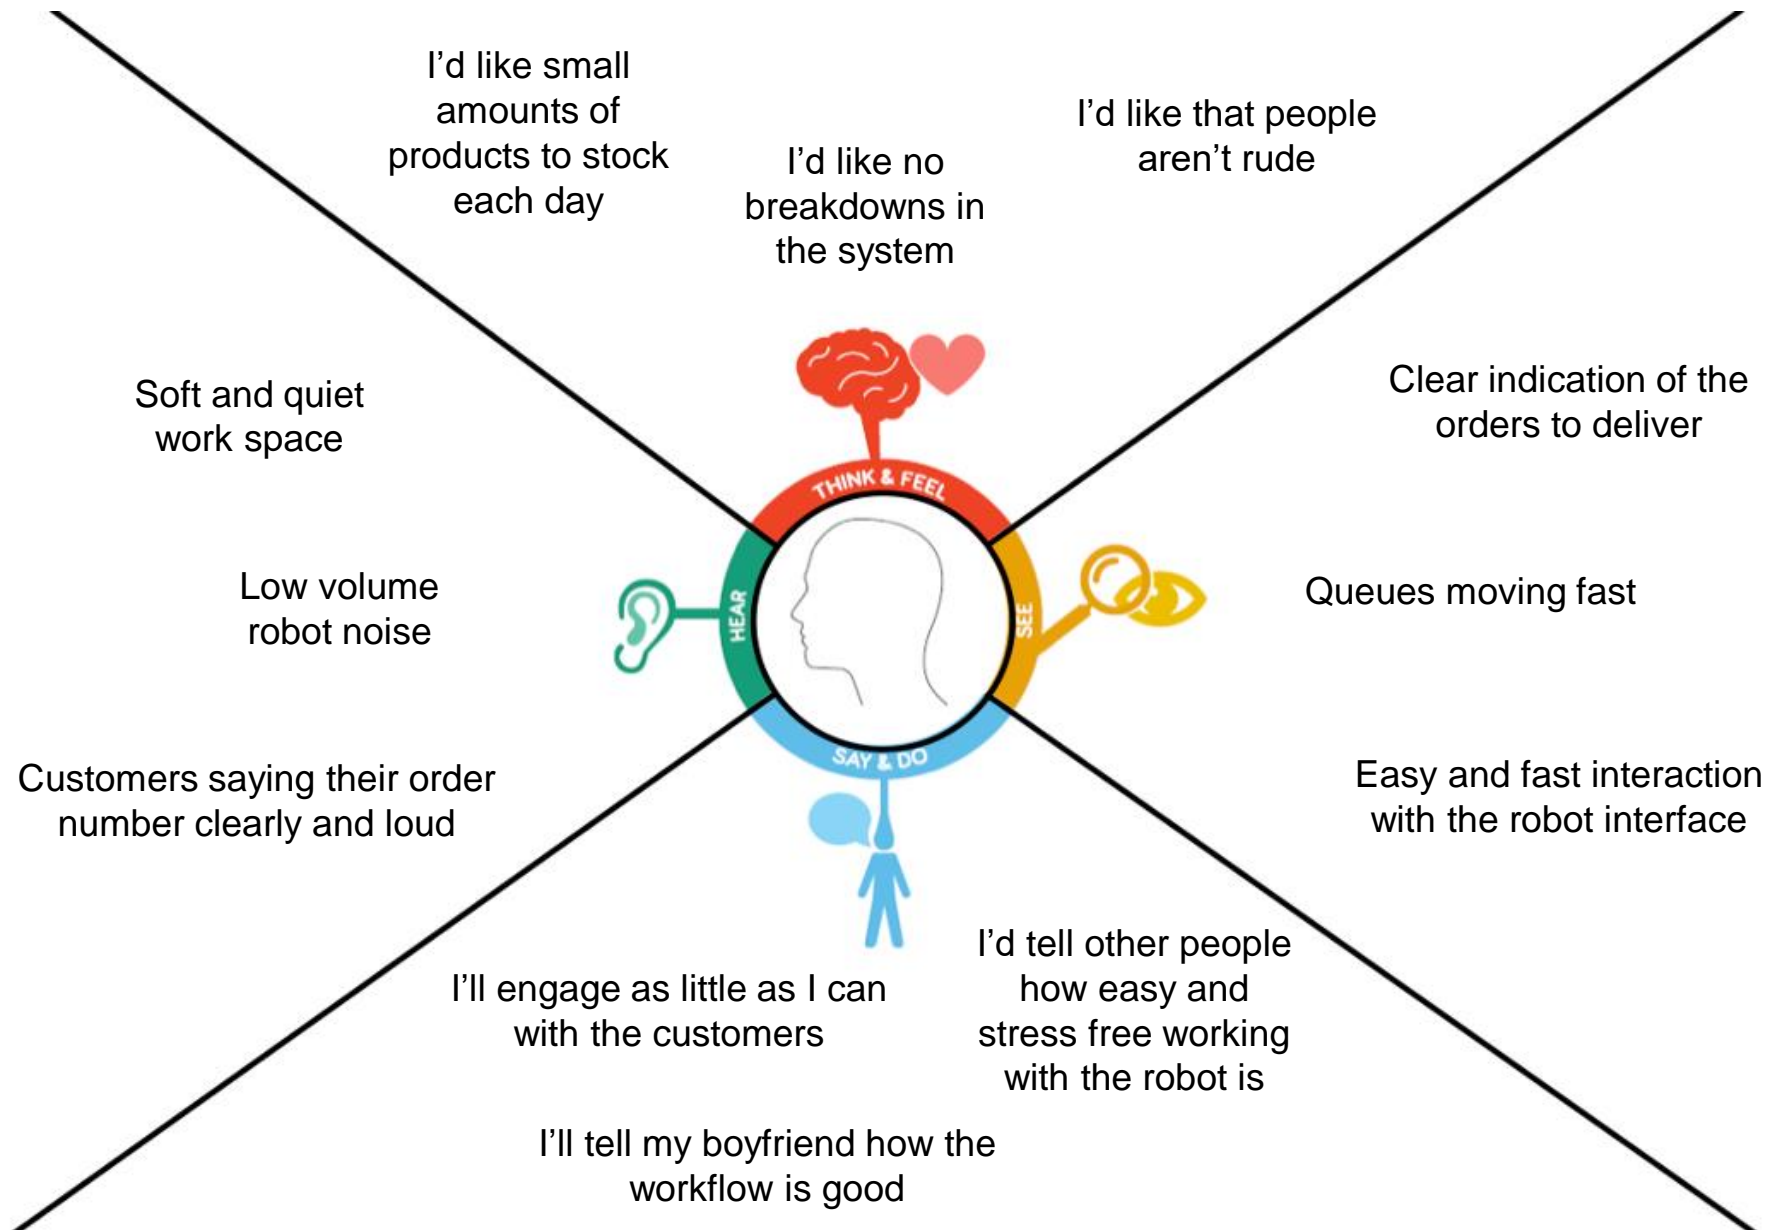 I’d like small
amounts of
products to stock
each day
I’d like no
breakdowns in
the system
I’d like that people
aren’t rude
Soft and quiet
work space
Low volume
robot noise
Customers saying their order
number clearly and loud
THINK & FEEL
HEAR
SEE
SAY & DO
Clear indication of the
orders to deliver
Queues moving fast
Easy and fast interaction
with the robot interface
I’ll engage as little as I can
with the customers
I’d tell other people
how easy and
stress free working
with the robot is
I’ll tell my boyfriend how the
workflow is good